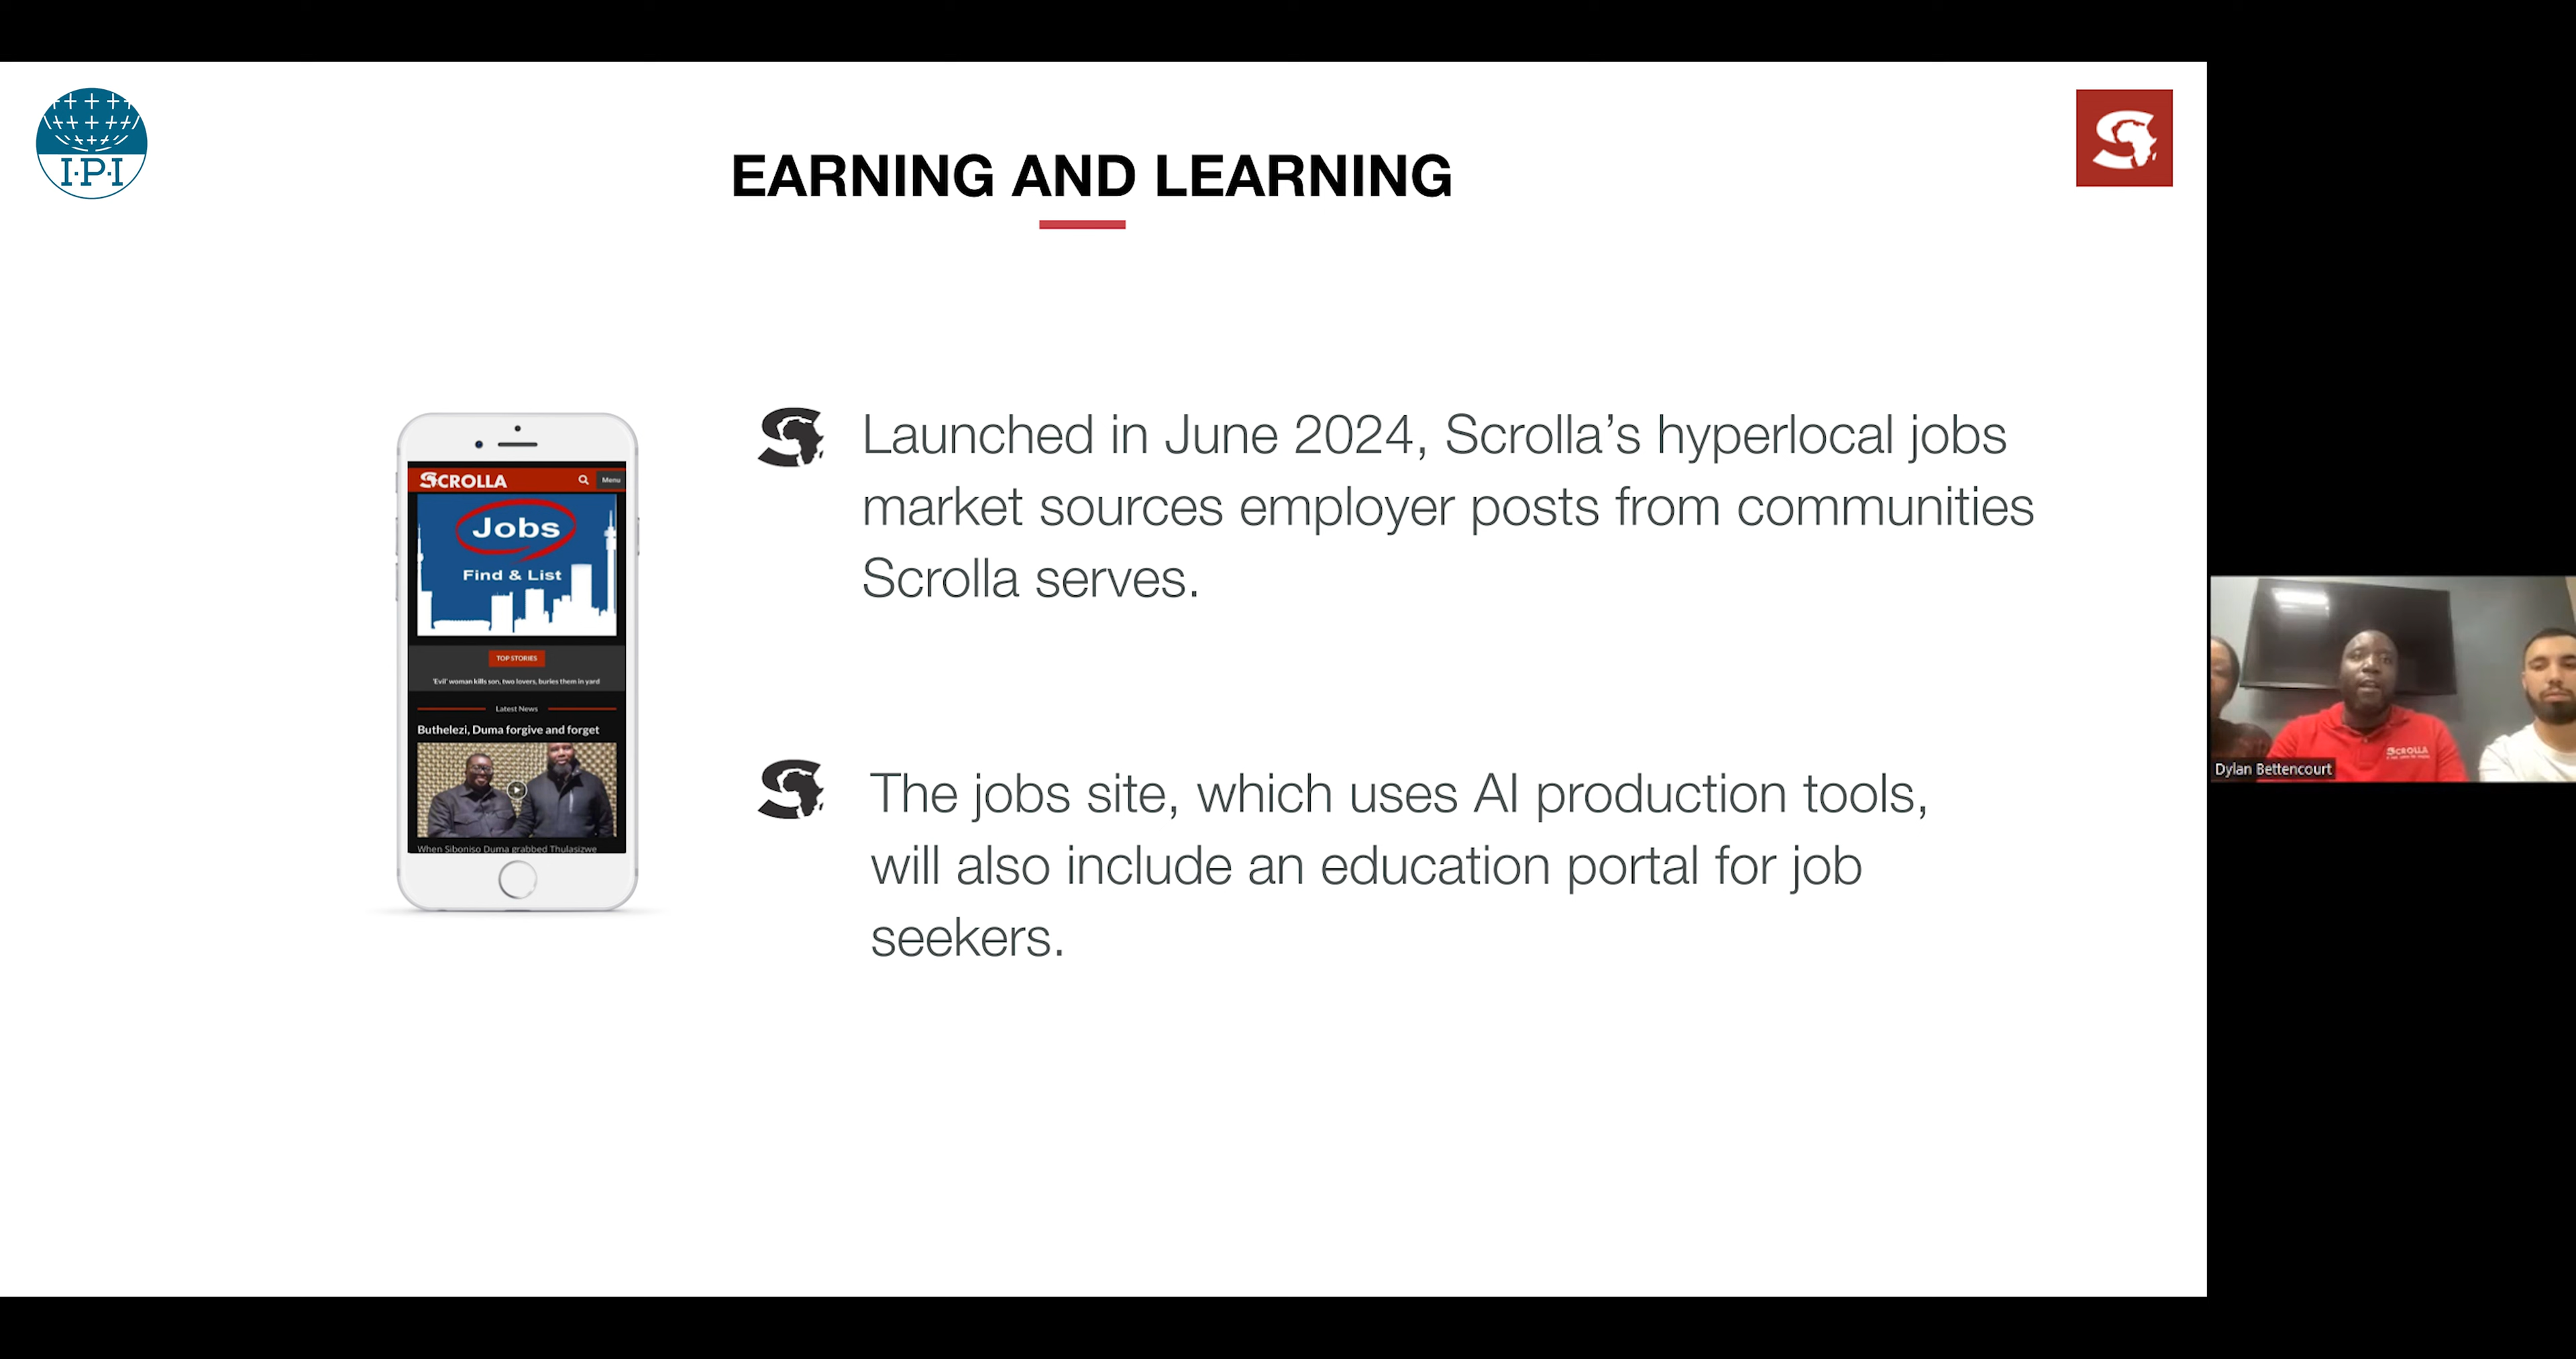 I·P·I
EARNING AND LEARNING
SCROLLA
Menu
Jobs
Find & List
TOP STORIES
'Evil' woman kills son, two lovers, buries them in yard
Latest News
Buthelezi, Duma forgive and forget
When Siboniso Duma grabbed Thulasizwe
Launched in June 2024, Scrolla's hyperlocal jobs
market sources employer posts from communities
Scrolla serves.
The jobs site, which uses AI production tools,
will also include an education portal for job
seekers.
SCROLLA
Dylan Bettencourt